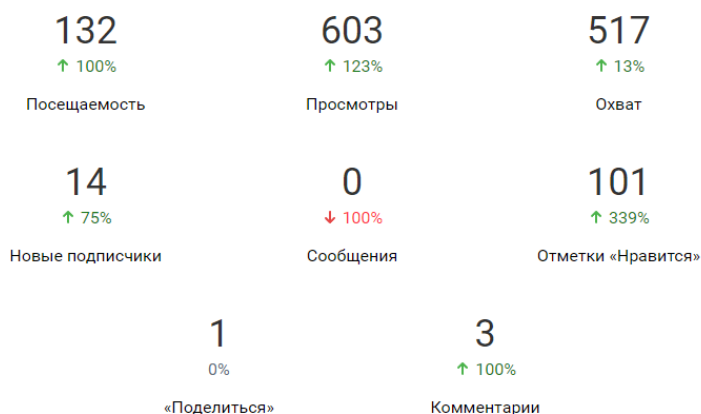 132 603 517
↑ 100% ↑ 123% ↑ 13%
Посещаемость Просмотры Охват
14 0 101
↑ 75% ↓ 100% ↑ 339%
Новые подписчики Сообщения Отметки «Нравится»
1 3
0% ↑ 100%
«Поделиться» Комментарии